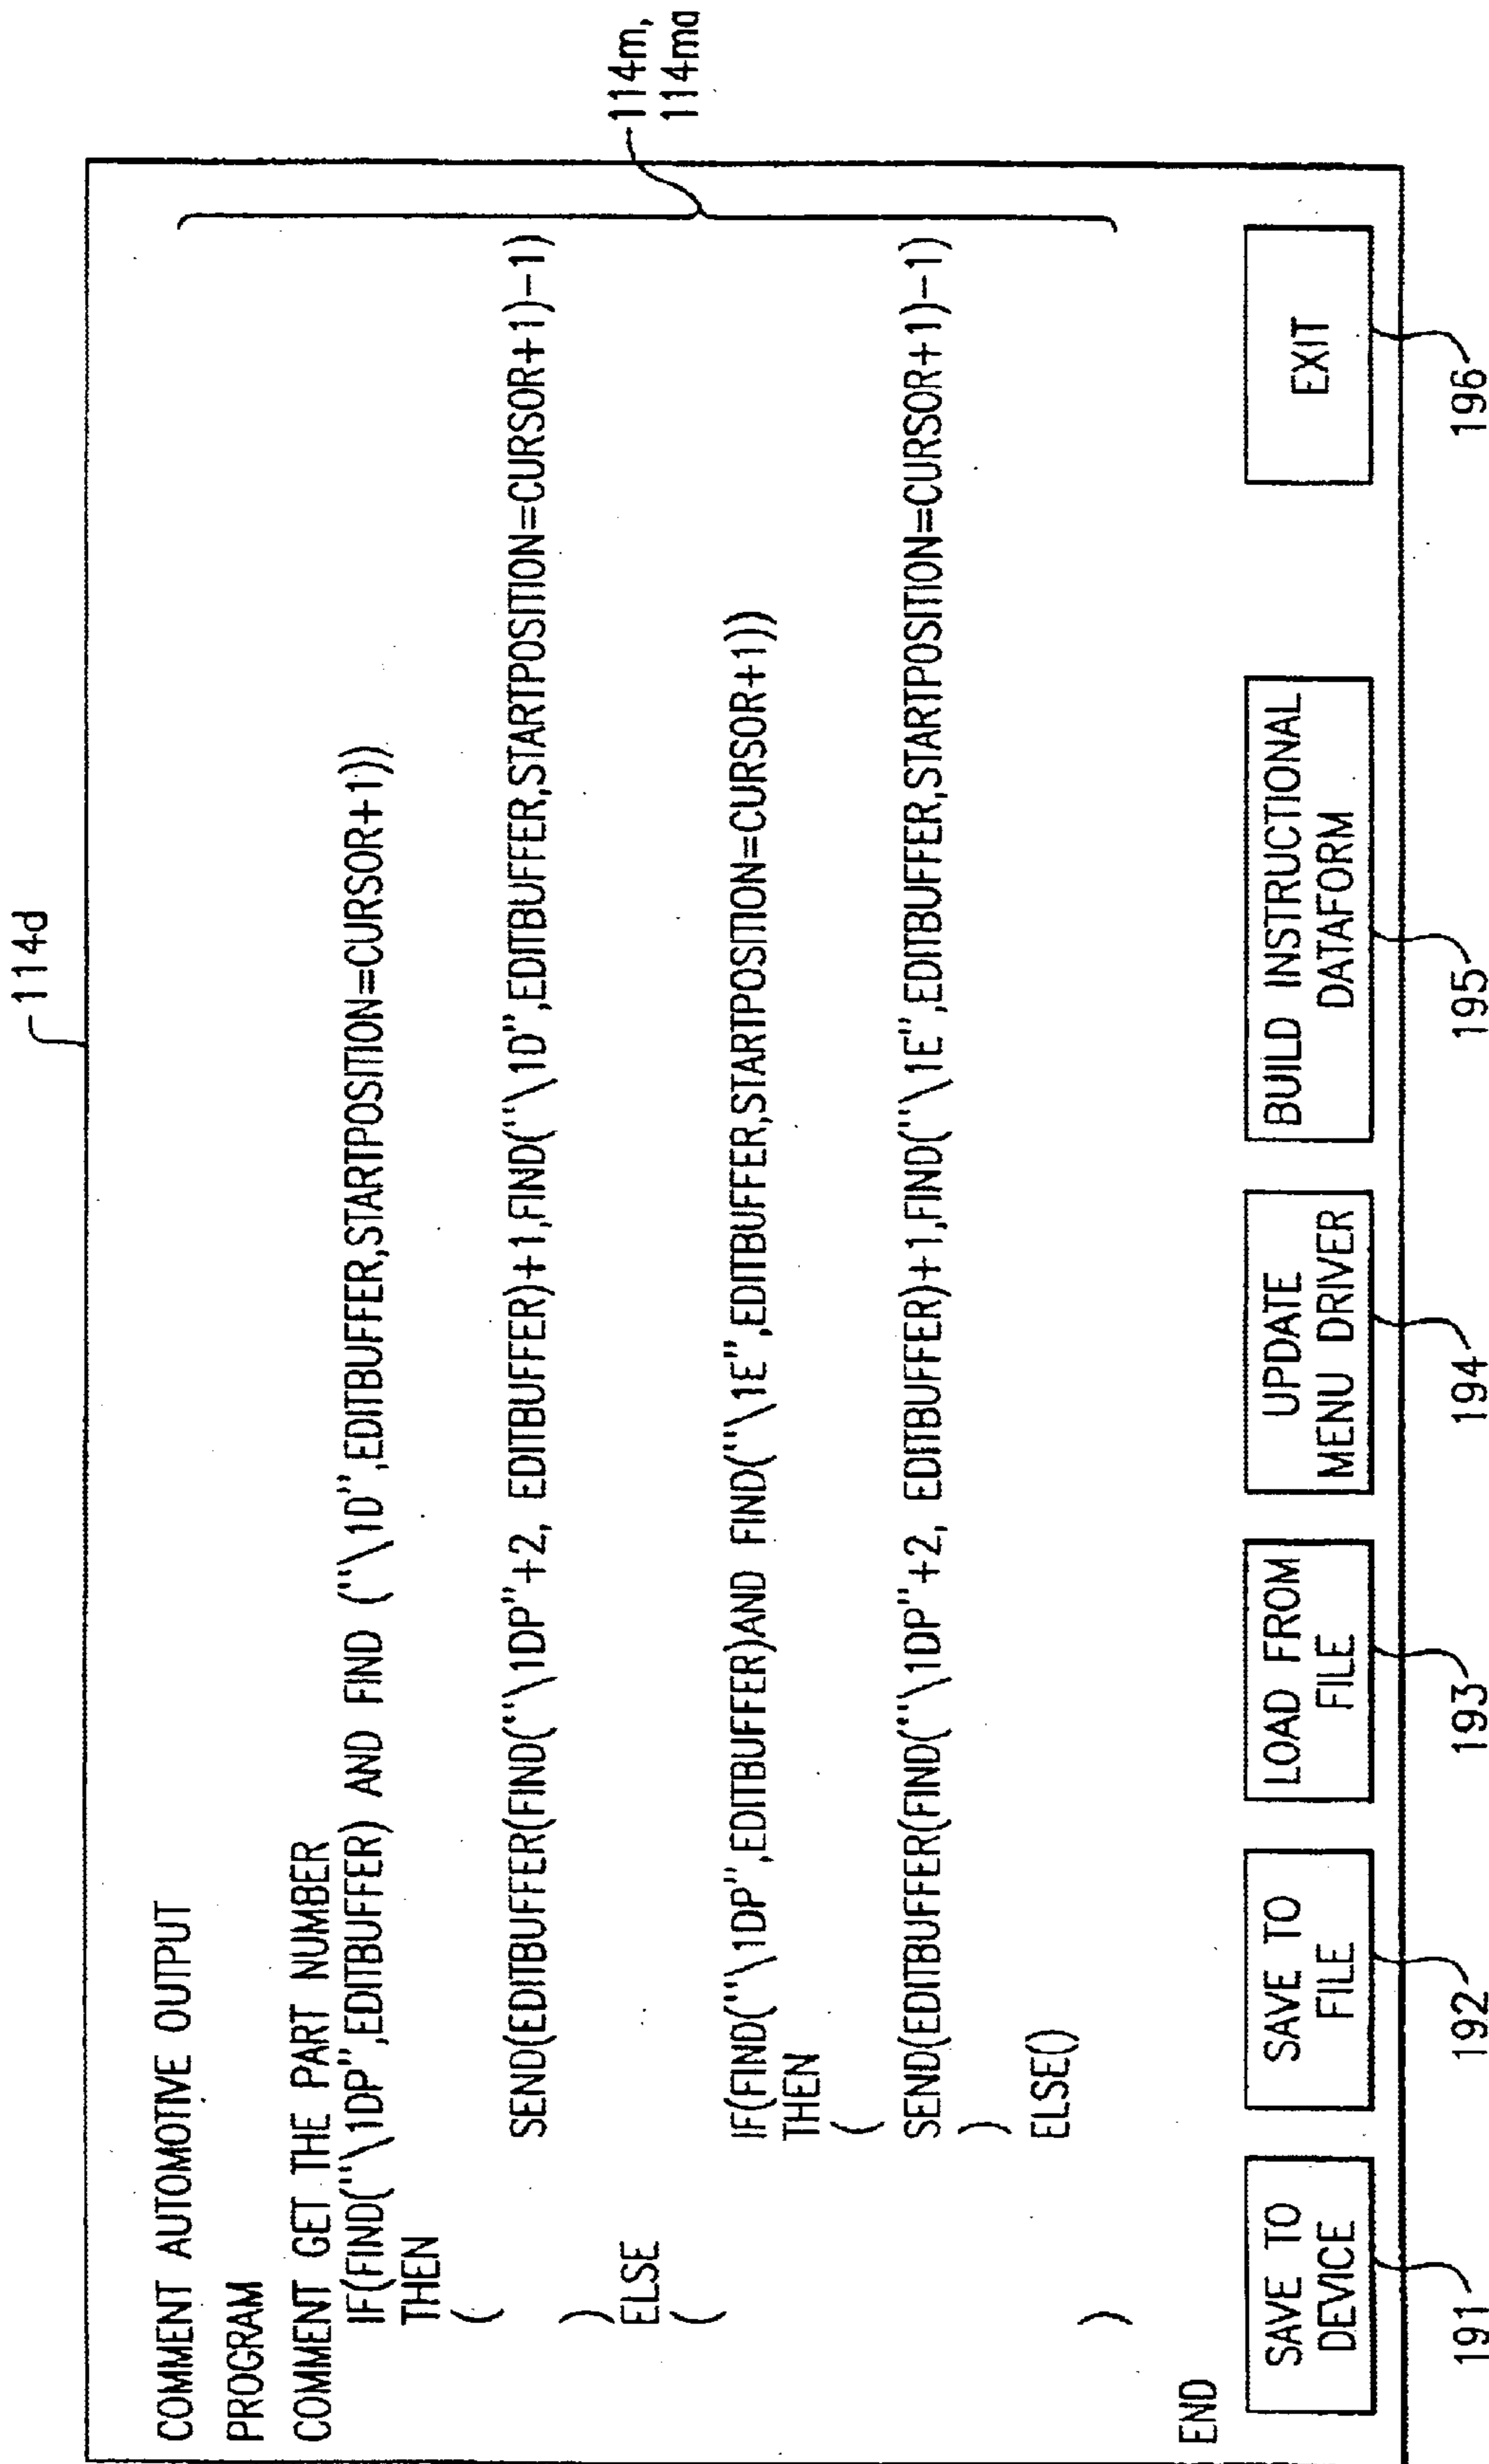 114d
COMMENT AUTOMOTIVE OUTPUT
PROGRAM
COMMENT GET THE PART NUMBER
IF(FIND("\1DP",EDITBUFFER) AND FIND ("\1D",EDITBUFFER,STARTPOSITION=CURSOR+1))
THEN
(
SEND(EDITBUFFER(FIND("\1DP"+2, EDITBUFFER)+1,FIND("\1D",EDITBUFFER,STARTPOSITION=CURSOR+1)-1)
)
ELSE
(
IF(FIND("\1DP",EDITBUFFER)AND FIND("\1E",EDITBUFFER,STARTPOSITION=CURSOR+1))
THEN
(
SEND(EDITBUFFER(FIND("\1DP"+2, EDITBUFFER)+1,FIND("\1E",EDITBUFFER,STARTPOSITION=CURSOR+1)-1)
)
ELSE()
)
END
114m,
114ma
SAVE TO
DEVICE
SAVE TO
FILE
LOAD FROM
FILE
UPDATE
MENU DRIVER
BUILD INSTRUCTIONAL
DATAFORM
EXIT
191
192
193
194
195
196